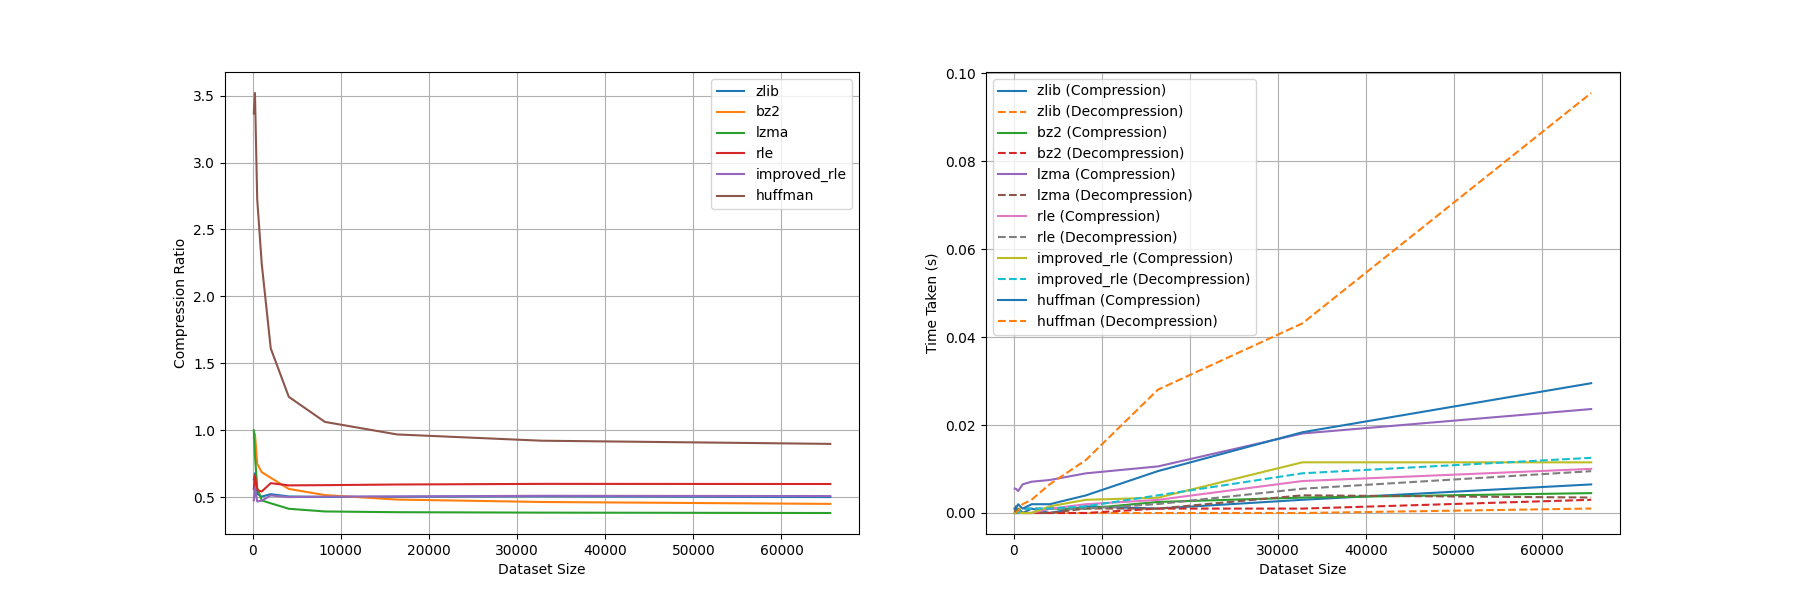 3.5
3.0
2.5
2.0
1.5
1.0
0.5
Compression Ratio
0
10000
20000
30000
40000
50000
60000
Dataset Size
zlib
bz2
lzma
rle
improved_rle
huffman
0.10
0.08
0.06
0.04
0.02
0.00
Time Taken (s)
0
10000
20000
30000
40000
50000
60000
Dataset Size
zlib (Compression)
zlib (Decompression)
bz2 (Compression)
bz2 (Decompression)
lzma (Compression)
lzma (Decompression)
rle (Compression)
rle (Decompression)
improved_rle (Compression)
improved_rle (Decompression)
huffman (Compression)
huffman (Decompression)